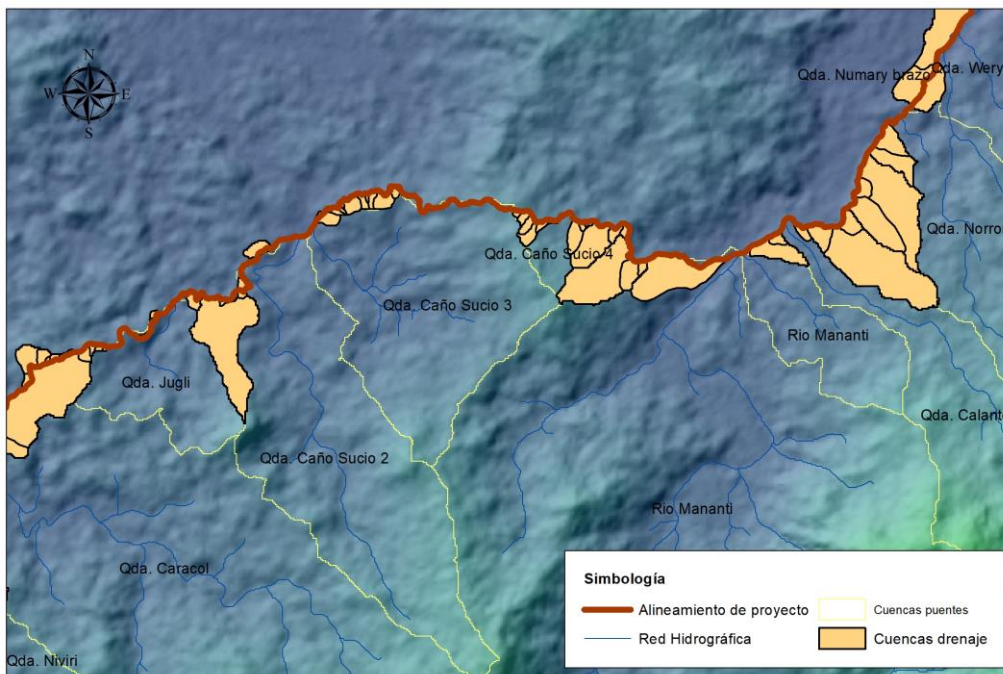 N
W E
S
Qda. Numary brazo
Qda. Wery
Qda. Norro
Qda. Caño Sucio 4
Qda. Caño Sucio 3
Rio Mananti
Qda. Jugli
Qda. Calant
Qda. Caño Sucio 2
Rio Mananti
Qda. Caracol
Qda. Niviri
Simbología
Alineamiento de proyecto
Cuencas puentes
Red Hidrográfica
Cuencas drenaje